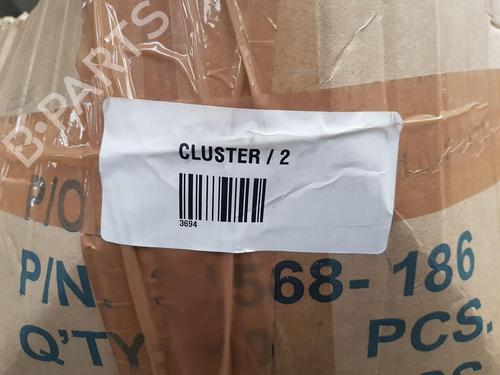 B-PARTS
CLUSTER / 2
3694
P/O
P/N. 568-186
Q'TY
PCS.